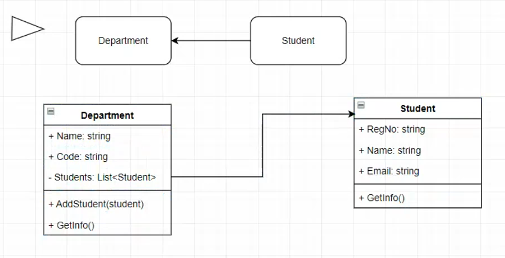 Department
Student
Department
+ Name: string
+ Code: string
- Students: List<Student>
+ AddStudent(student)
+ GetInfo()
Student
+ RegNo: string
+ Name: string
+ Email: string
+ GetInfo()